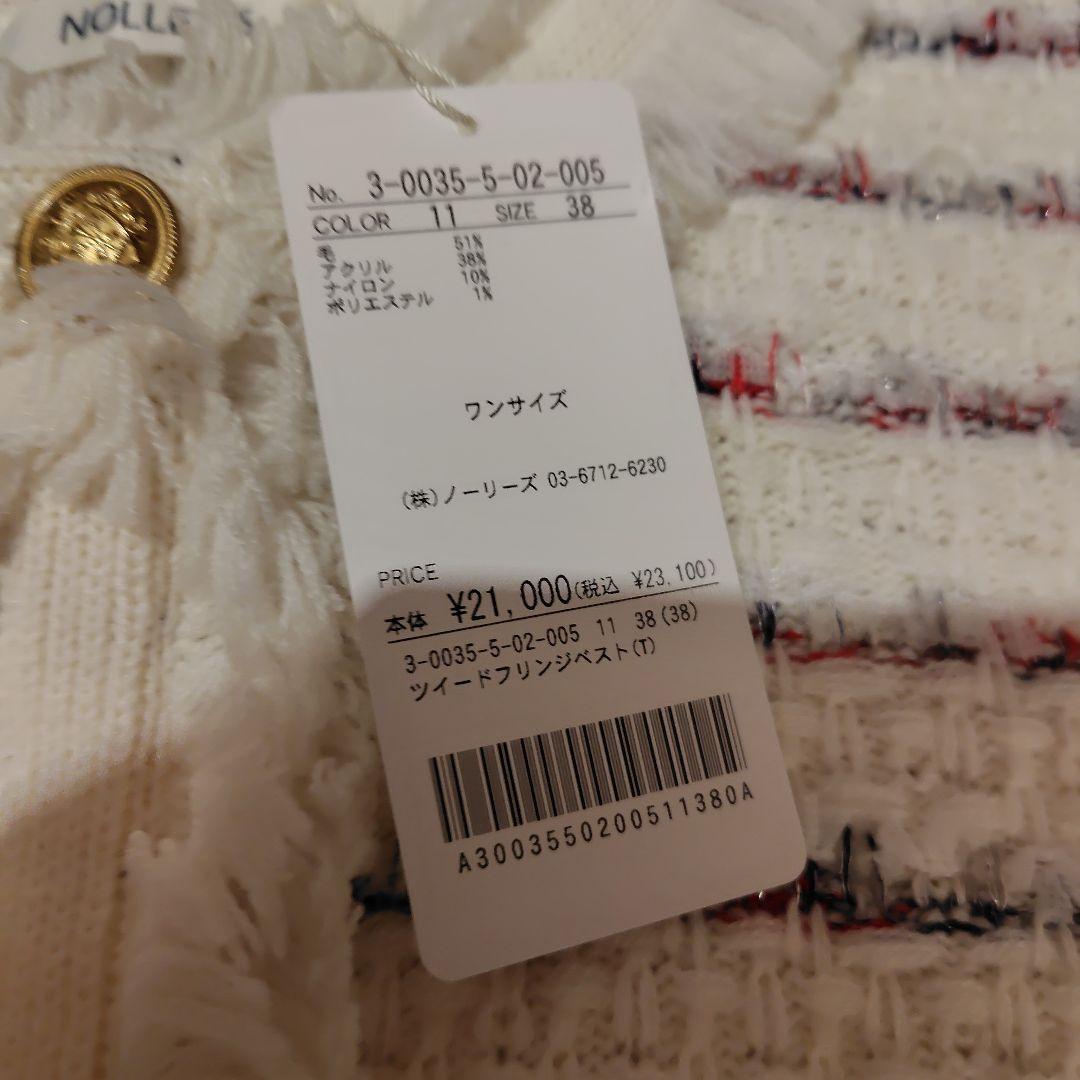 No. 3-0035-5-02-005
COLOR 11 SIZE 38
毛 51%
アクリル 38%
ナイロン 10%
ポリエステル 1%
ワンサイズ
(株)ノーリーズ 03-6712-6230
PRICE
本体 ¥21,000(税込 ¥23,100)
3-0035-5-02-005 11 38(38)
ツイードフリンジベスト(T)
A3003550200511380A